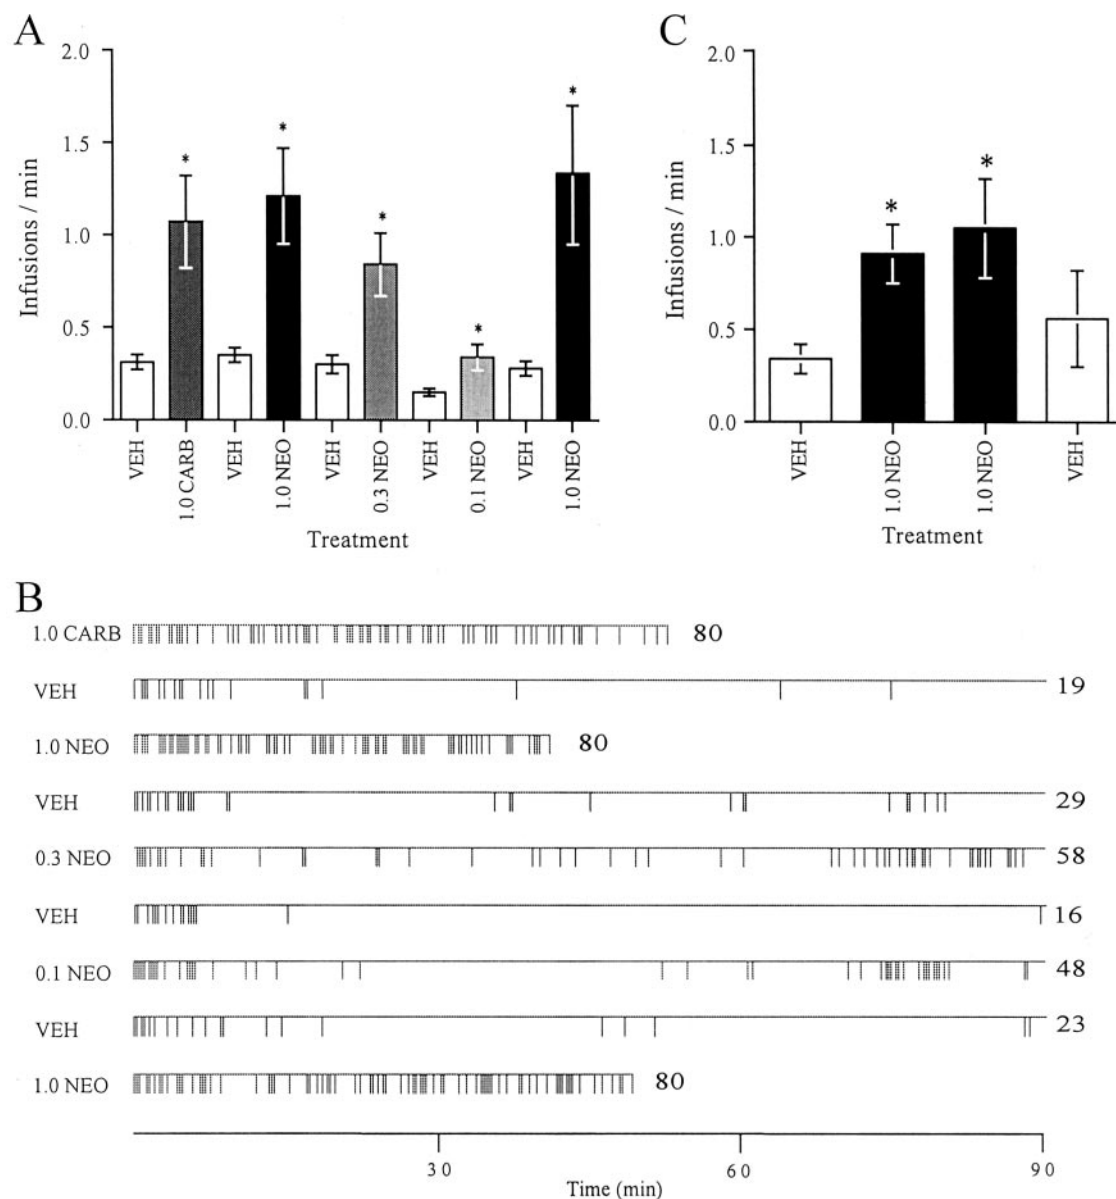 A
2.0
1.5
1.0
0.5
0.0
Infusions / min
* * * * *
VEH 1.0 CARB VEH 1.0 NEO VEH 0.3 NEO VEH 0.1 NEO VEH 1.0 NEO
Treatment
C
2.0
1.5
1.0
0.5
0.0
Infusions / min
* *
VEH 1.0 NEO 1.0 NEO VEH
Treatment
B
1.0 CARB 80
VEH 19
1.0 NEO 80
VEH 29
0.3 NEO 58
VEH 16
0.1 NEO 48
VEH 23
1.0 NEO 80
30 60 90
Time (min)